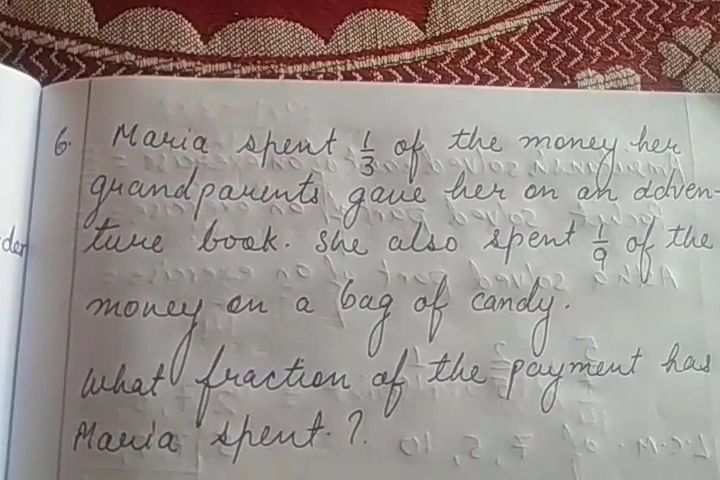 6. Maria spent 1/3 of the money her
grandparents gave her on an adven-
ture book. She also spent 1/9 of the
money on a bag of candy.
What fraction of the payment has
Maria spent.?
der